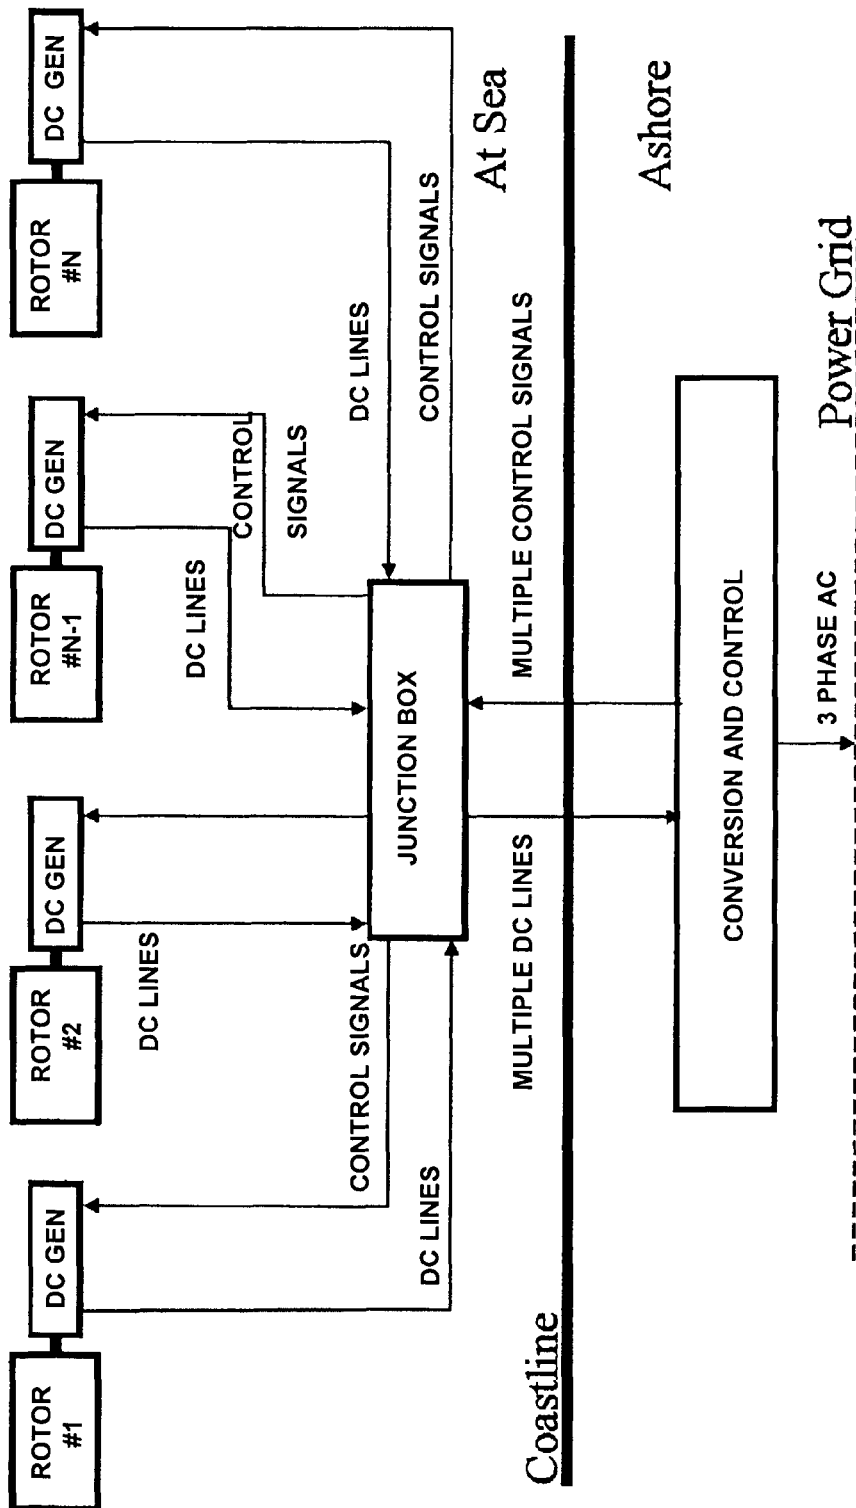 ROTOR
#1
DC GEN
ROTOR
#2
DC GEN
ROTOR
#N-1
DC GEN
ROTOR
#N
DC GEN
DC LINES
DC LINES
CONTROL
SIGNALS
DC LINES
CONTROL SIGNALS
DC LINES
CONTROL SIGNALS
JUNCTION BOX
At Sea
MULTIPLE DC LINES
MULTIPLE CONTROL SIGNALS
Coastline
Ashore
CONVERSION AND CONTROL
3 PHASE AC
Power Grid